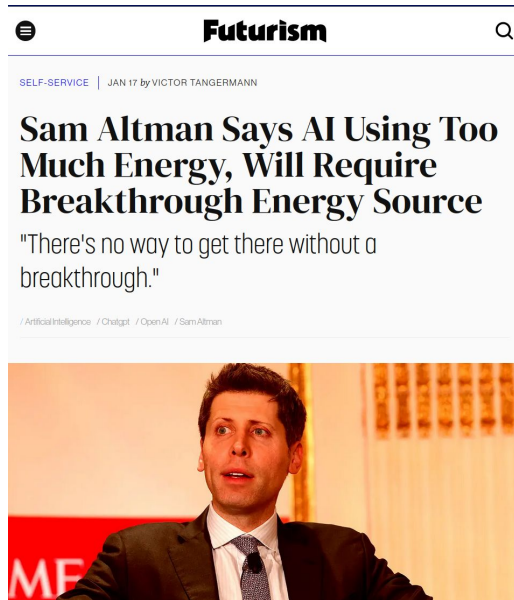 Futurism
SELF-SERVICE | JAN 17 by VICTOR TANGERMANN
Sam Altman Says AI Using Too
Much Energy, Will Require
Breakthrough Energy Source
"There's no way to get there without a
breakthrough."
/ Artificial Intelligence / Chatgpt / Open AI / Sam Altman
ME